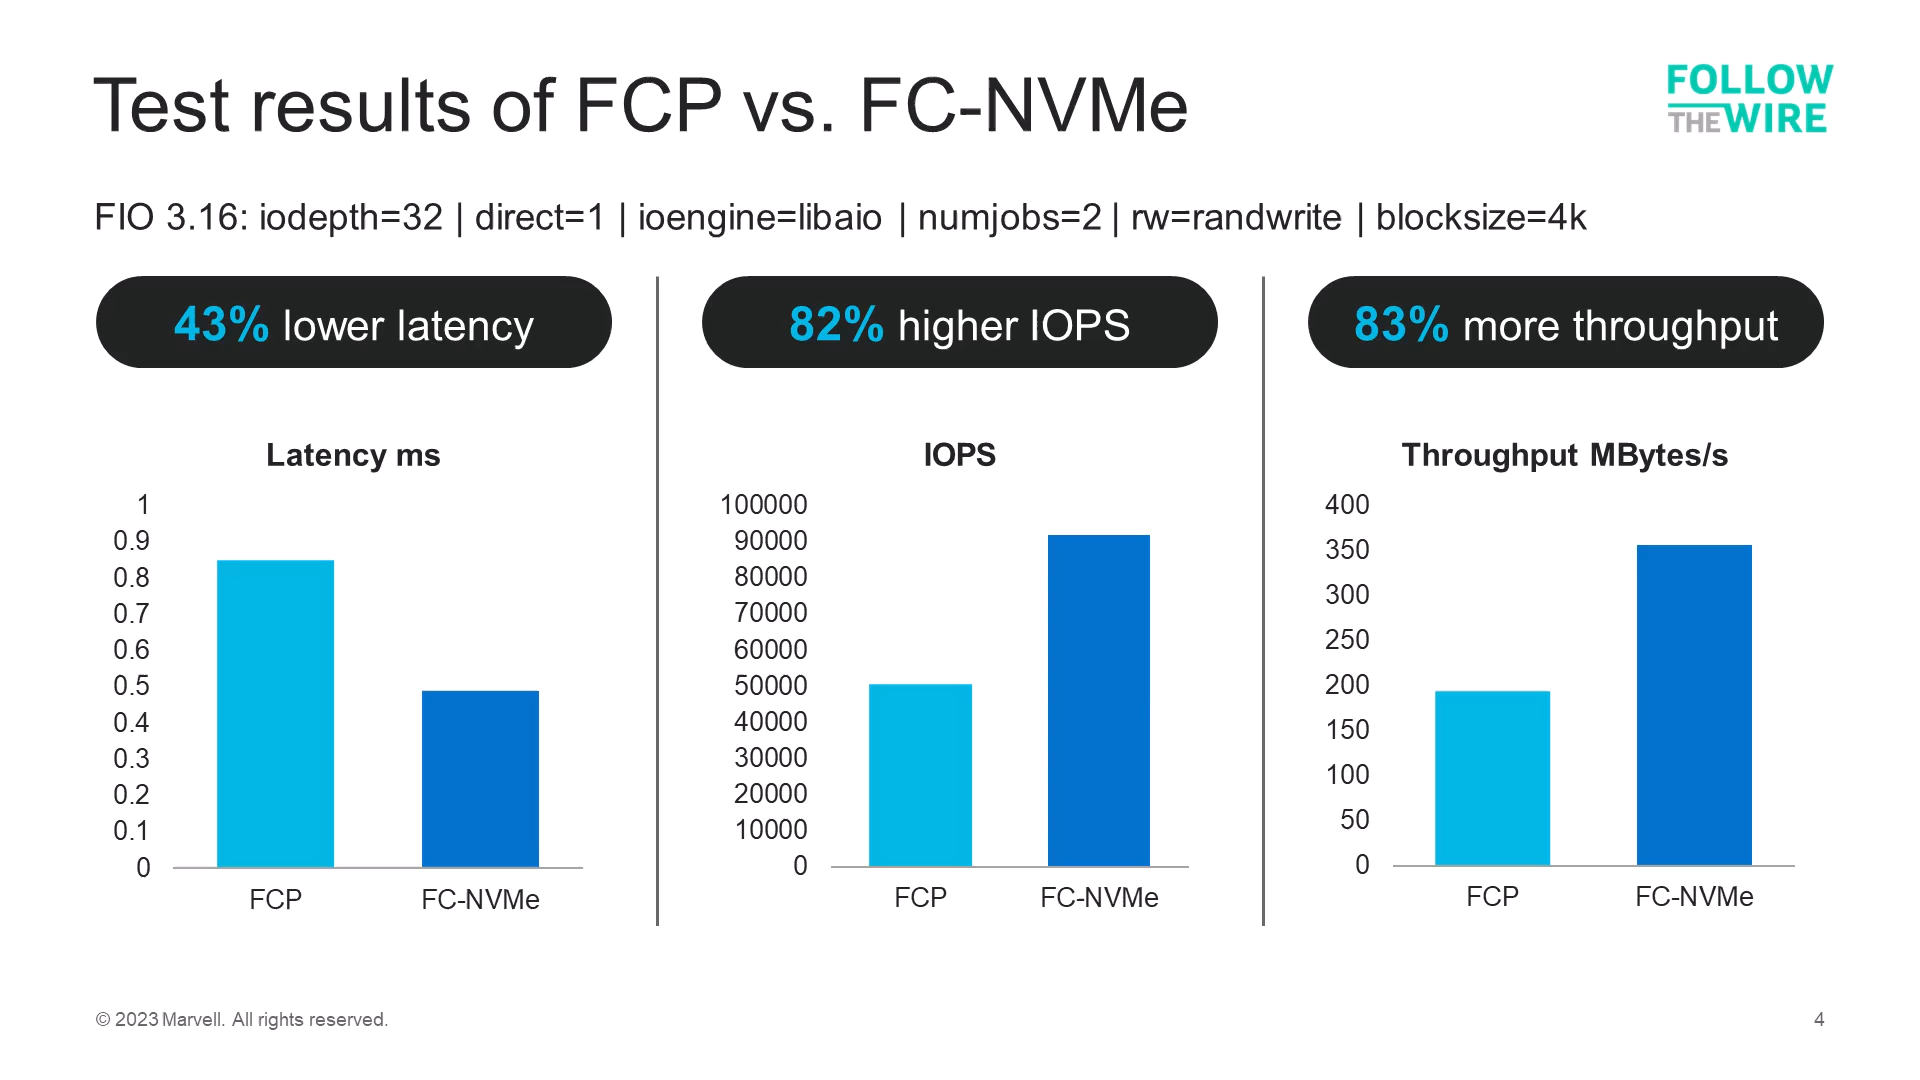 Test results of FCP vs. FC-NVMe
FOLLOW
THE WIRE
FIO 3.16: iodepth=32 | direct=1 | ioengine=libaio | numjobs=2 | rw=randwrite | blocksize=4k
43% lower latency
82% higher IOPS
83% more throughput
Latency ms
1
0.9
0.8
0.7
0.6
0.5
0.4
0.3
0.2
0.1
0
FCP
FC-NVMe
IOPS
100000
90000
80000
70000
60000
50000
40000
30000
20000
10000
0
FCP
FC-NVMe
Throughput MBytes/s
400
350
300
250
200
150
100
50
0
FCP
FC-NVMe
© 2023 Marvell. All rights reserved.
4